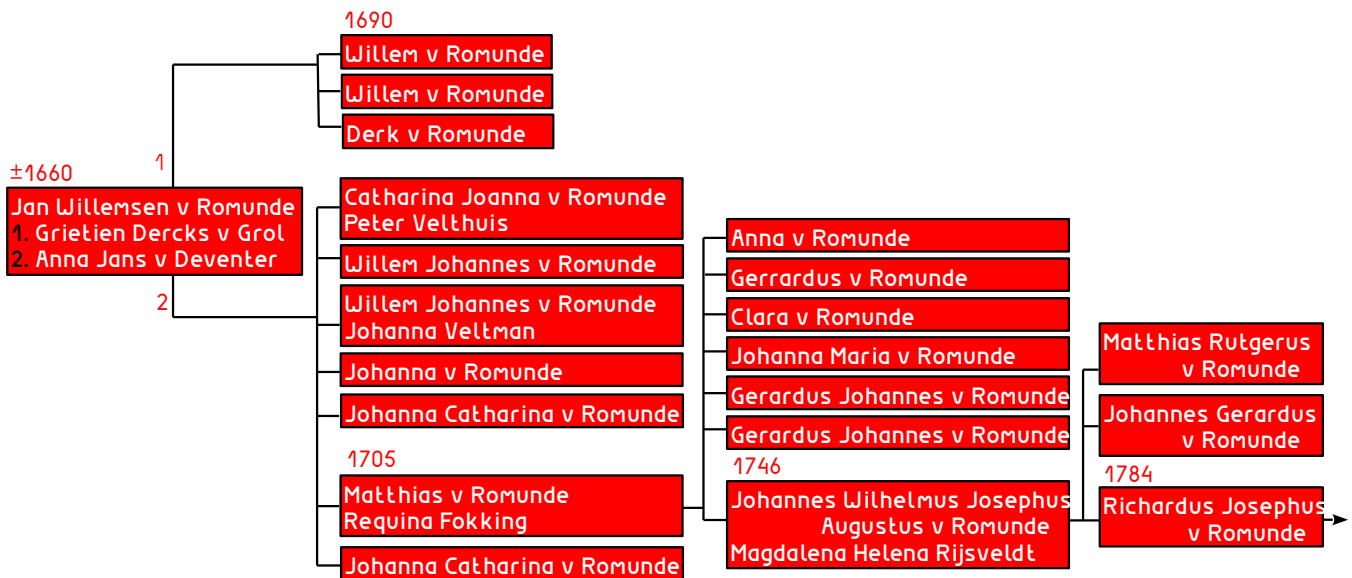 ±1660
Jan Willemsen v Romunde
1. Grietien Dercks v Grol
2. Anna Jans v Deventer
1
2
1690
Willem v Romunde
Willem v Romunde
Derk v Romunde
Catharina Joanna v Romunde
Peter Velthuis
Willem Johannes v Romunde
Willem Johannes v Romunde
Johanna Veltman
Johanna v Romunde
Johanna Catharina v Romunde
1705
Matthias v Romunde
Requina Fokking
Johanna Catharina v Romunde
Anna v Romunde
Gerrardus v Romunde
Clara v Romunde
Johanna Maria v Romunde
Gerardus Johannes v Romunde
Gerardus Johannes v Romunde
1746
Johannes Wilhelmus Josephus
Augustus v Romunde
Magdalena Helena Rijsveldt
Matthias Rutgerus
v Romunde
Johannes Gerardus
v Romunde
1784
Richardus Josephus
v Romunde